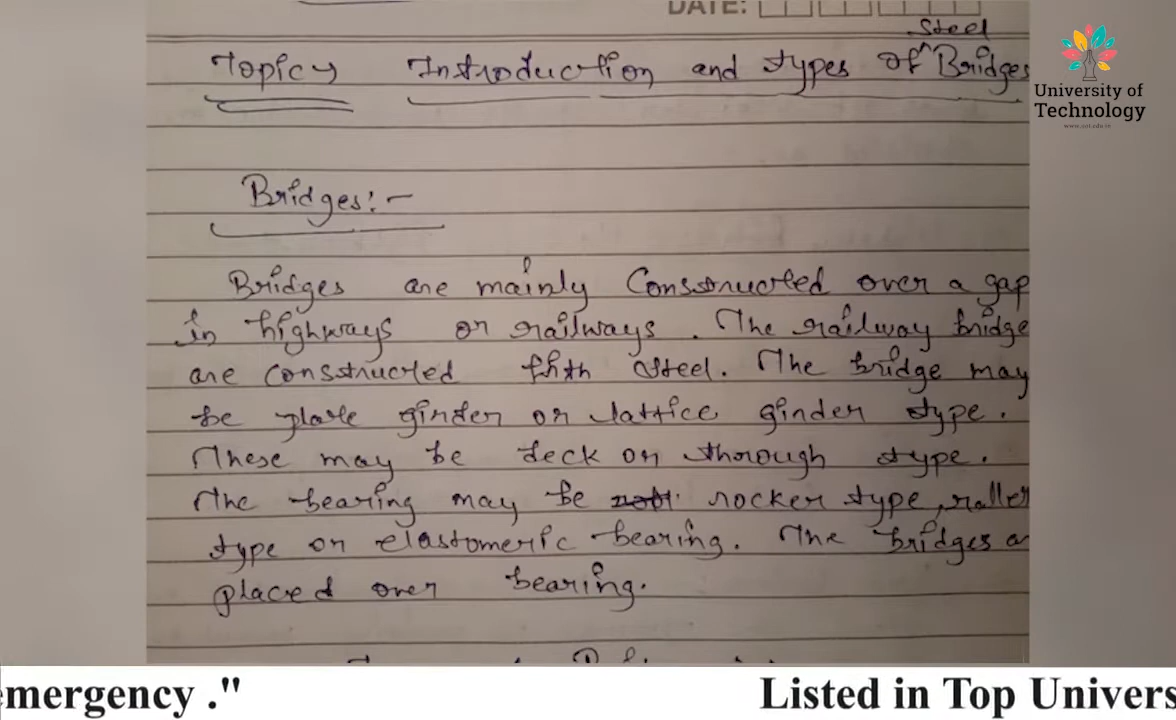 DATE:
Steel
Topic Introduction and types of ^ Bridges
University of
Technology
Bridges:-
Bridges are mainly Constructed over a gap
in highways or railways. The railway bridge
are constructed with steel. The bridge may
be plate girder or lattice girder type.
These may be deck or through type.
The bearing may be rocker type, roller
type or elastomeric bearing. The bridges
placed over bearing.
emergency ."
Listed in Top Univers